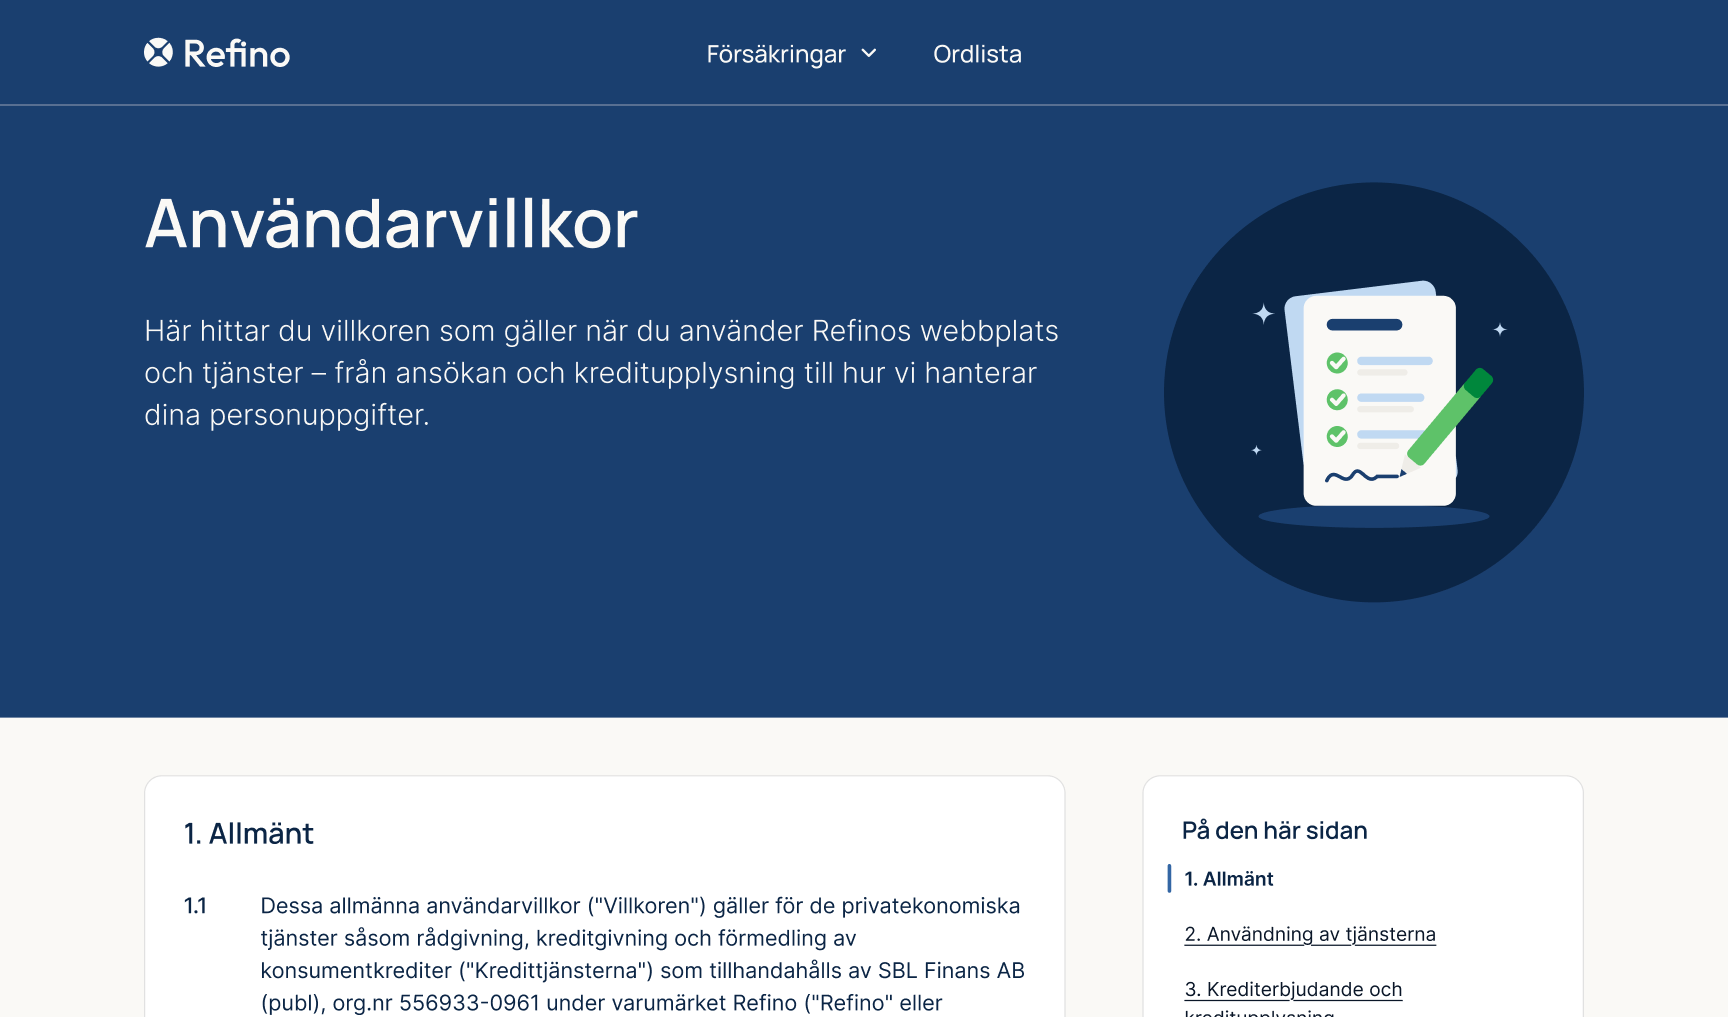 Refino
Försäkringar
Ordlista
Användarvillkor
Här hittar du villkoren som gäller när du använder Refinos webbplats
och tjänster – från ansökan och kreditupplysning till hur vi hanterar
dina personuppgifter.
1. Allmänt
1.1 Dessa allmänna användarvillkor ("Villkoren") gäller för de privatekonomiska
tjänster såsom rådgivning, kreditgivning och förmedling av
konsumentkrediter ("Kredittjänsterna") som tillhandahålls av SBL Finans AB
(publ), org.nr 556933-0961 under varumärket Refino ("Refino" eller
På den här sidan
1. Allmänt
2. Användning av tjänsterna
3. Krediterbjudande och
kreditupplysning